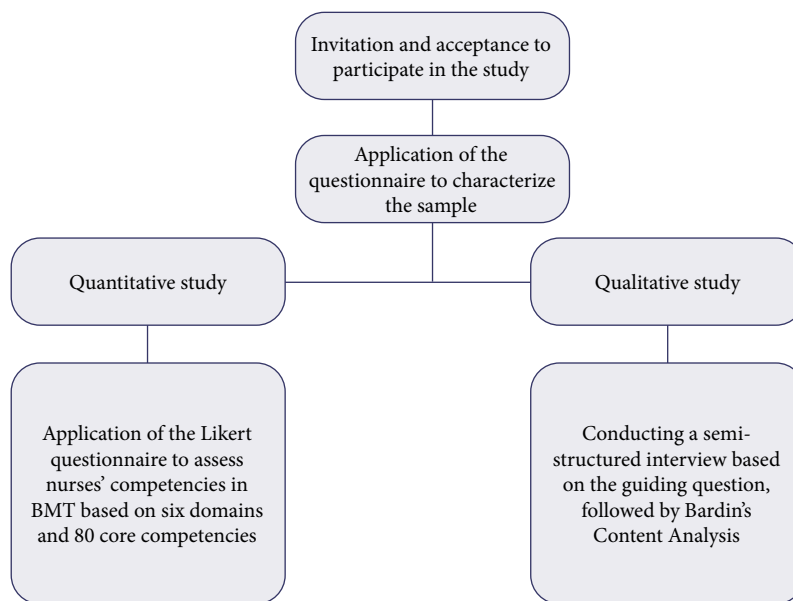 Invitation and acceptance to
participate in the study
Application of the
questionnaire to characterize
the sample
Quantitative study
Qualitative study
Application of the Likert
questionnaire to assess
nurses’ competencies in
BMT based on six domains
and 80 core competencies
Conducting a semi-
structured interview based
on the guiding question,
followed by Bardin’s
Content Analysis